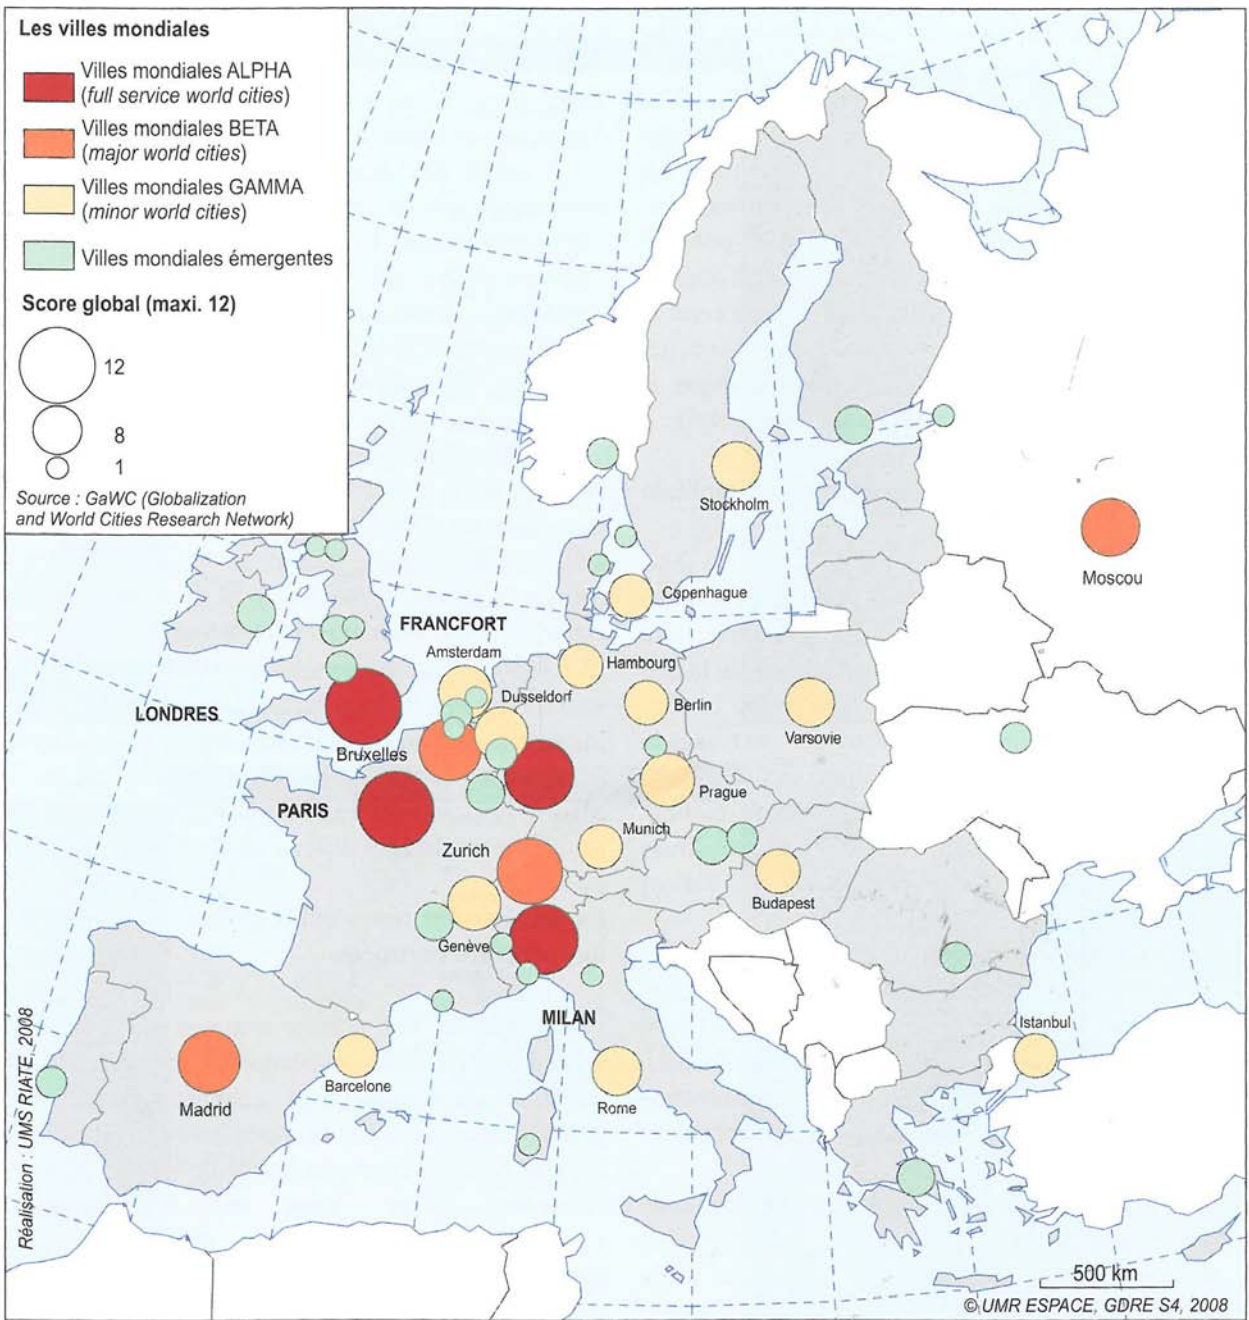 Les villes mondiales
Villes mondiales ALPHA
(full service world cities)
Villes mondiales BETA
(major world cities)
Villes mondiales GAMMA
(minor world cities)
Villes mondiales émergentes
Score global (maxi. 12)
12
8
1
Source : GaWC (Globalization
and World Cities Research Network)
Stockholm
Moscou
Copenhague
FRANCFORT
Amsterdam
Hambourg
Dusseldorf
Berlin
LONDRES
Varsovie
Bruxelles
Prague
PARIS
Munich
Zurich
Budapest
Genève
MILAN
Istanbul
Barcelone
Madrid
Rome
Réalisation : UMS RIATE, 2008
500 km
© UMR ESPACE, GDRE S4, 2008